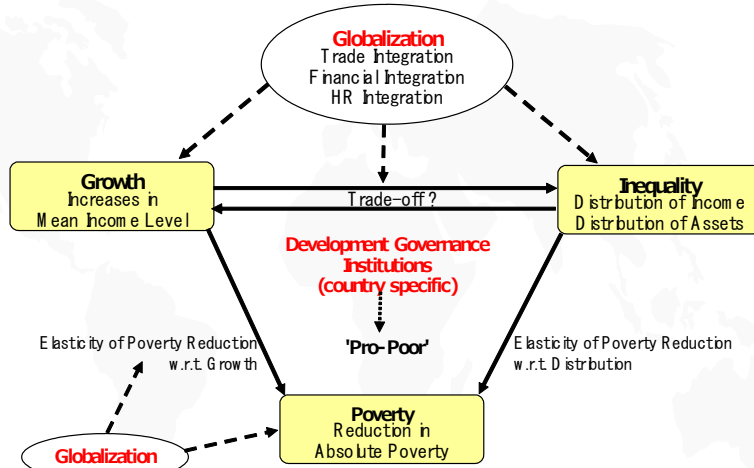 Globalization
Trade Integration
Financial Integration
HR Integration
Growth
Increases in
Mean Income Level
Trade-off?
Inequality
Distribution of Income
Distribution of Assets
Development Governance
Institutions
(country specific)
'Pro-Poor'
Elasticity of Poverty Reduction
w.r.t. Growth
Elasticity of Poverty Reduction
w.r.t. Distribution
Poverty
Reduction in
Absolute Poverty
Globalization